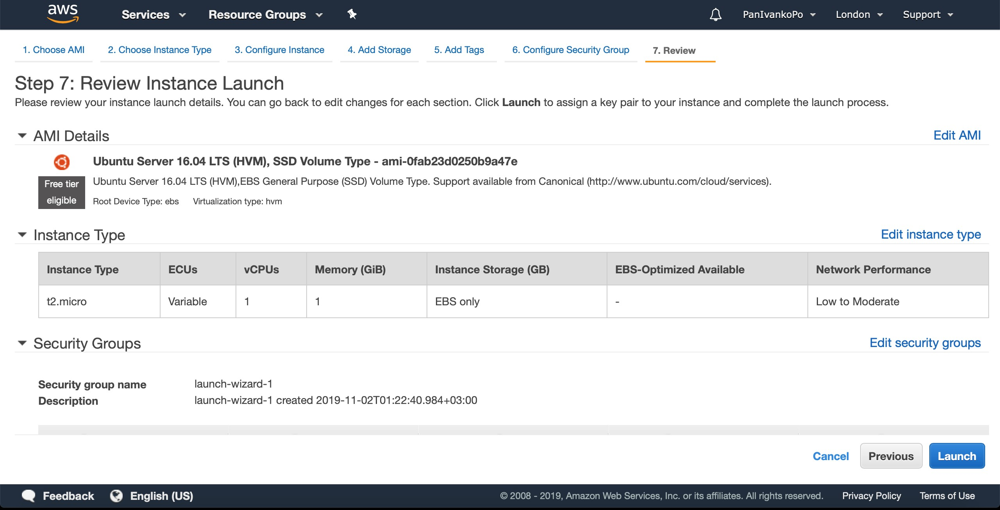 aws Services Resource Groups PanIvankoPo London Support
1. Choose AMI 2. Choose Instance Type 3. Configure Instance 4. Add Storage 5. Add Tags 6. Configure Security Group 7. Review
Step 7: Review Instance Launch
Please review your instance launch details. You can go back to edit changes for each section. Click Launch to assign a key pair to your instance and complete the launch process.
AMI Details Edit AMI
Ubuntu Server 16.04 LTS (HVM), SSD Volume Type - ami-0fab23d0250b9a47e
Free tier eligible
Ubuntu Server 16.04 LTS (HVM),EBS General Purpose (SSD) Volume Type. Support available from Canonical (http://www.ubuntu.com/cloud/services).
Root Device Type: ebs Virtualization type: hvm
Instance Type Edit instance type
Instance Type ECUs vCPUs Memory (GiB) Instance Storage (GB) EBS-Optimized Available Network Performance
t2.micro Variable 1 1 EBS only - Low to Moderate
Security Groups Edit security groups
Security group name launch-wizard-1
Description launch-wizard-1 created 2019-11-02T01:22:40.984+03:00
Cancel Previous Launch
Feedback English (US) © 2008 - 2019, Amazon Web Services, Inc. or its affiliates. All rights reserved. Privacy Policy Terms of Use